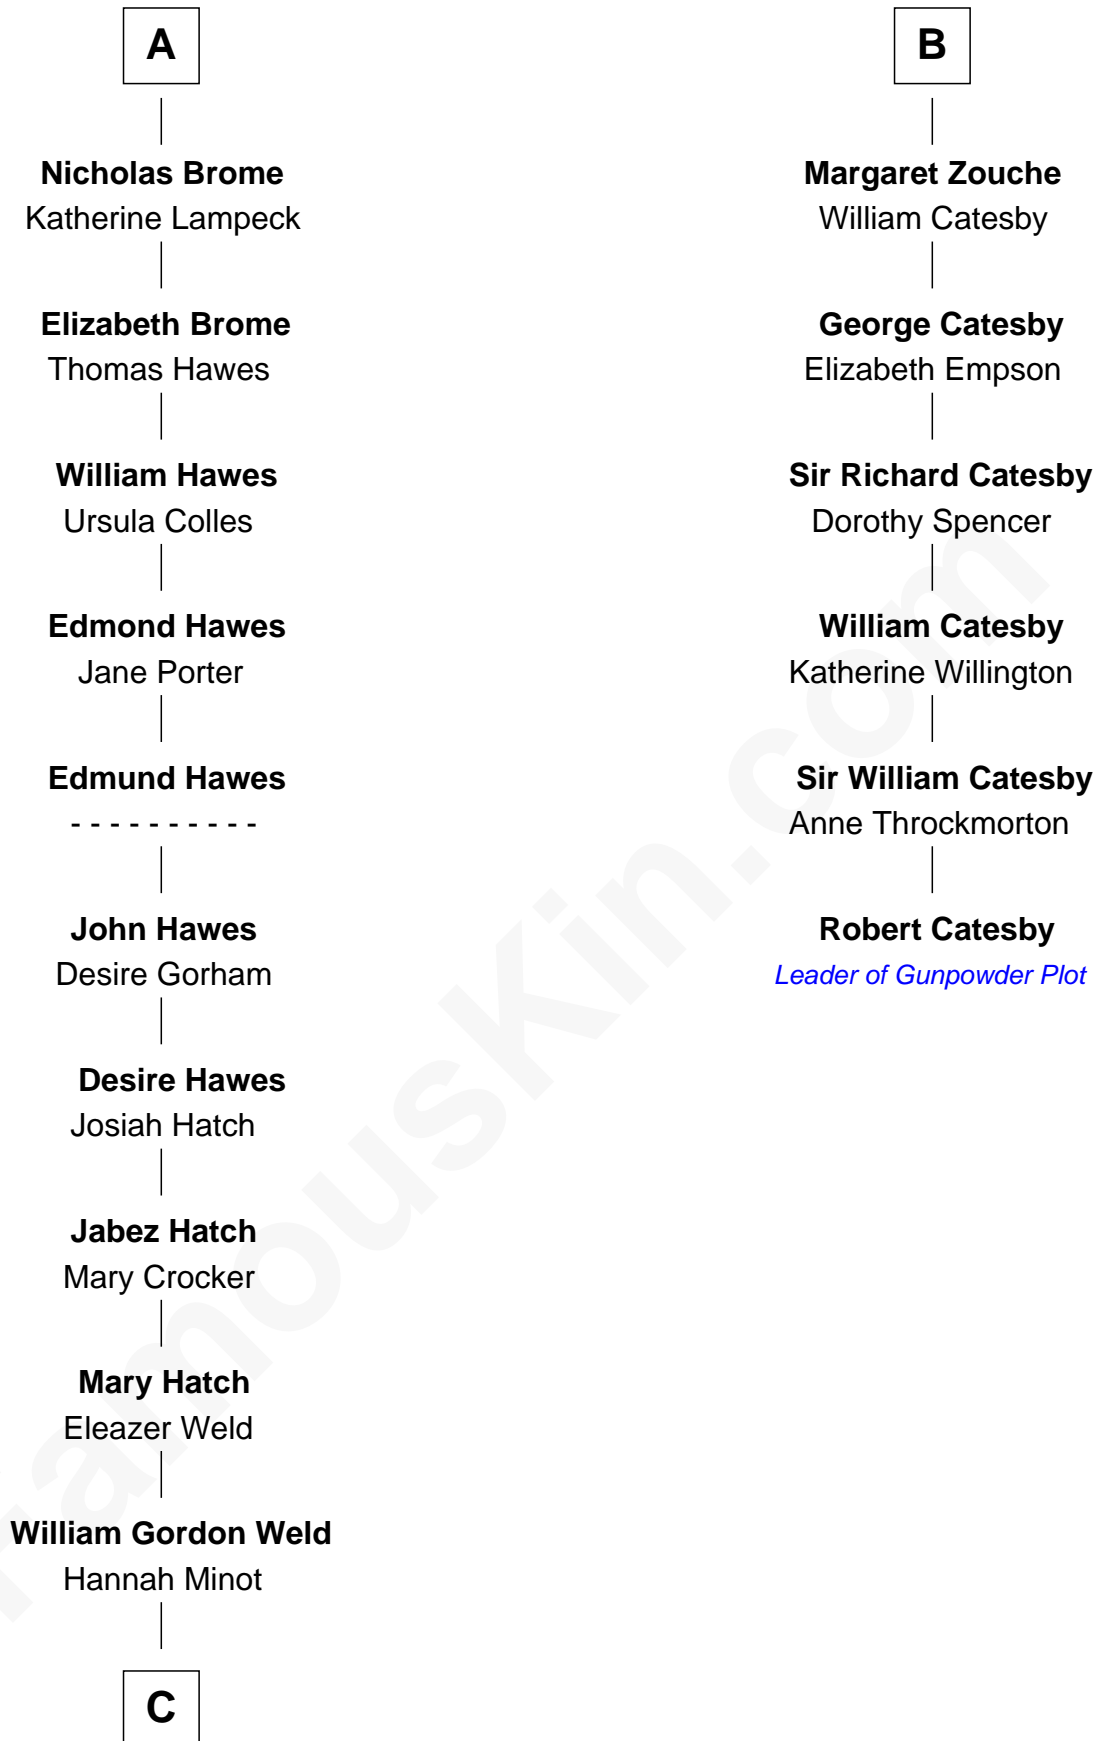 A
Nicholas Brome
Katherine Lampeck
Elizabeth Brome
Thomas Hawes
William Hawes
Ursula Colles
Edmond Hawes
Jane Porter
Edmund Hawes
- - - - - - - - - -
John Hawes
Desire Gorham
Desire Hawes
Josiah Hatch
Jabez Hatch
Mary Crocker
Mary Hatch
Eleazer Weld
William Gordon Weld
Hannah Minot
C
B
Margaret Zouche
William Catesby
George Catesby
Elizabeth Empson
Sir Richard Catesby
Dorothy Spencer
William Catesby
Katherine Willington
Sir William Catesby
Anne Throckmorton
Robert Catesby
Leader of Gunpowder Plot
FamousKin.com